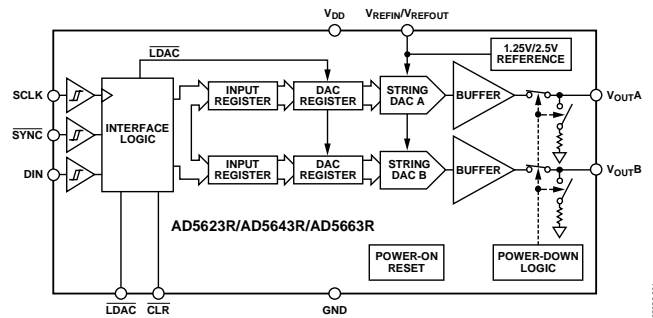 VDD
VREFIN/VREFOUT
LDAC
1.25V/2.5V
REFERENCE
SCLK
SYNC
DIN
INTERFACE
LOGIC
INPUT
REGISTER
DAC
REGISTER
STRING
DAC A
BUFFER
VOUTA
INPUT
REGISTER
DAC
REGISTER
STRING
DAC B
BUFFER
VOUTB
AD5623R/AD5643R/AD5663R
POWER-ON
RESET
POWER-DOWN
LOGIC
LDAC
CLR
GND